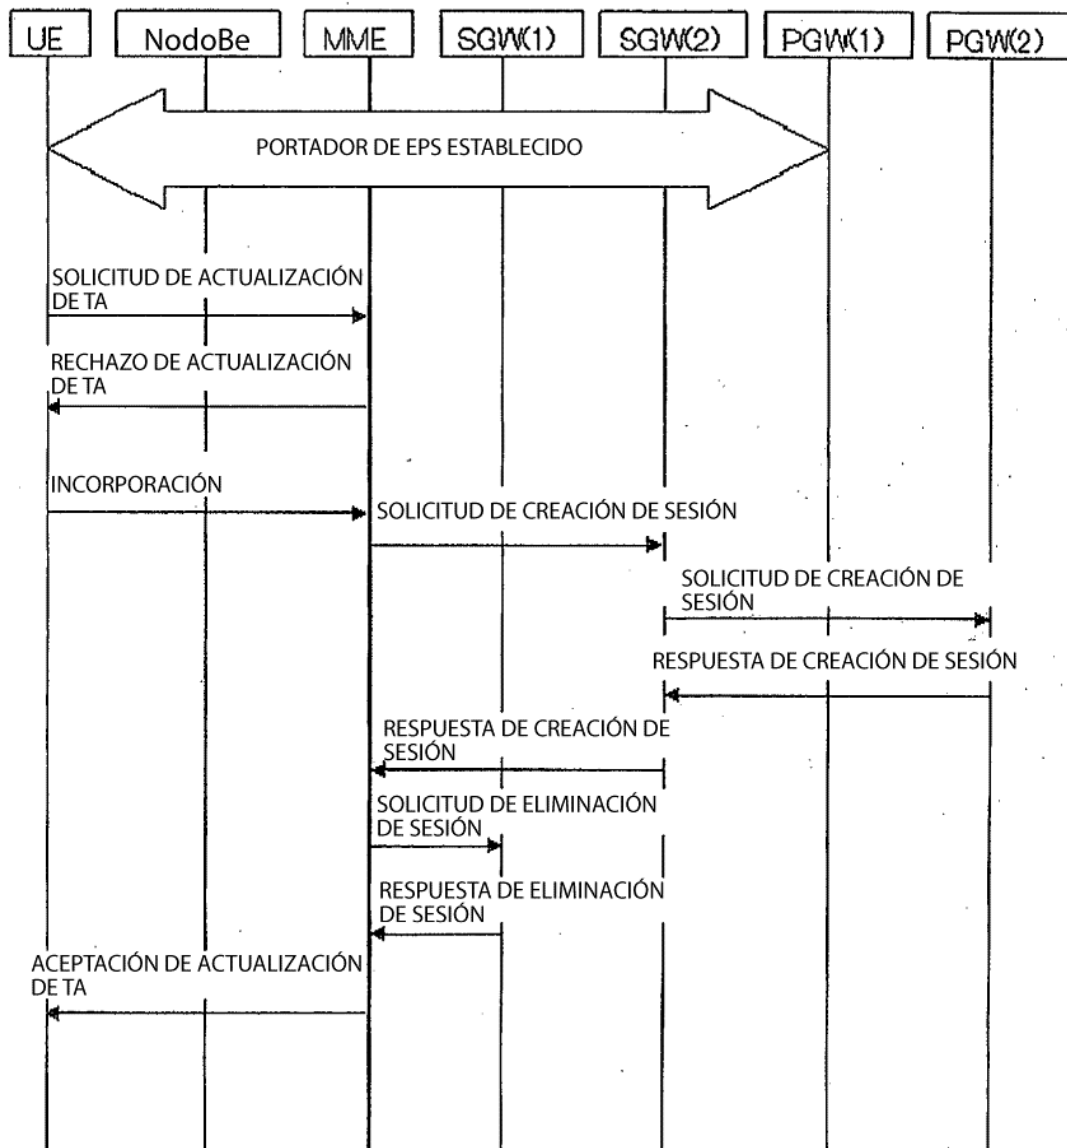 UE NodoBe MME SGW(1) SGW(2) PGW(1) PGW(2)
PORTADOR DE EPS ESTABLECIDO
SOLICITUD DE ACTUALIZACIÓN
DE TA
RECHAZO DE ACTUALIZACIÓN
DE TA
INCORPORACIÓN
SOLICITUD DE CREACIÓN DE SESIÓN
SOLICITUD DE CREACIÓN DE
SESIÓN
RESPUESTA DE CREACIÓN DE SESIÓN
RESPUESTA DE CREACIÓN DE
SESIÓN
SOLICITUD DE ELIMINACIÓN
DE SESIÓN
RESPUESTA DE ELIMINACIÓN
DE SESIÓN
ACEPTACIÓN DE ACTUALIZACIÓN
DE TA